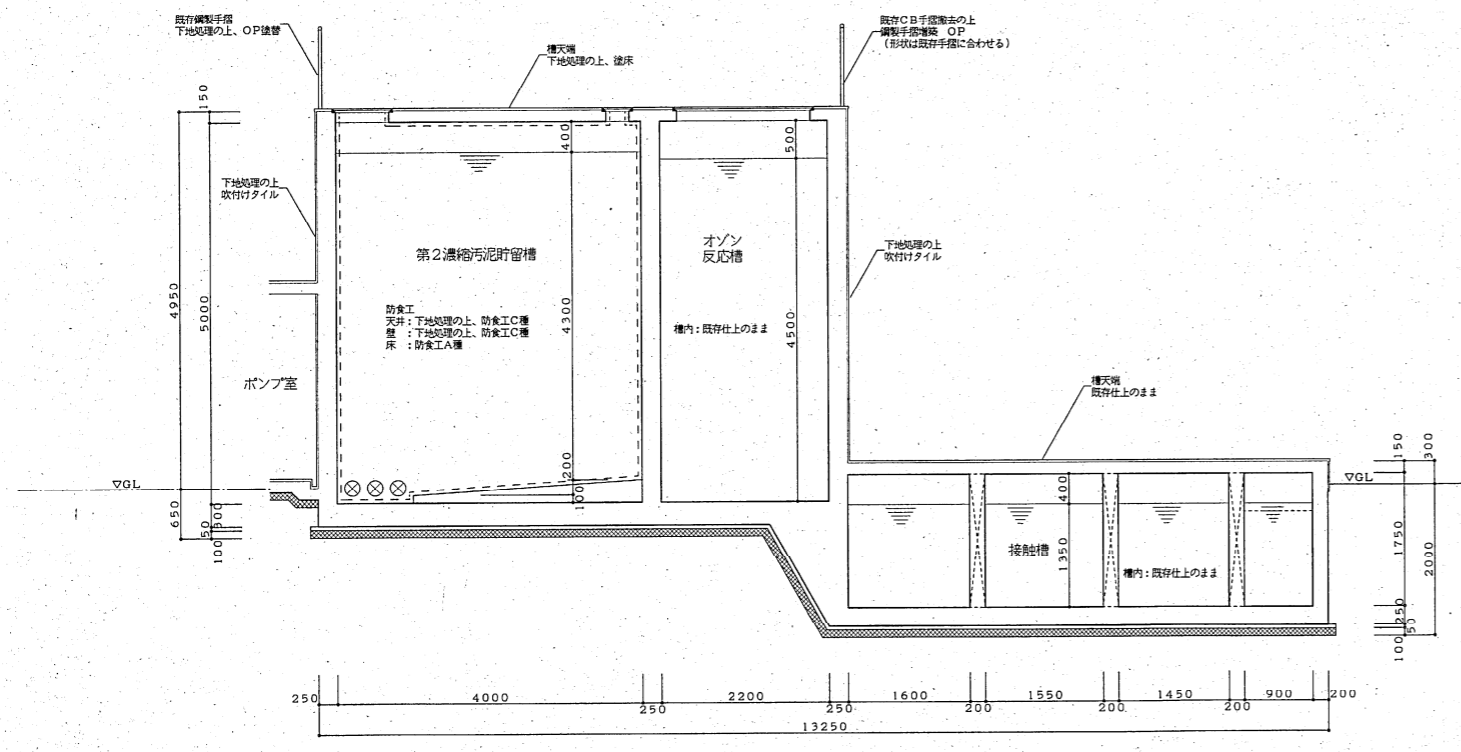 既存鋼製手摺
下地処理の上、OP塗替
槽天端
下地処理の上、塗床
既存CB手摺撤去の上
鋼製手摺増築 OP
(形状は既存手摺に合わせる)
150
400
500
下地処理の上
吹付けタイル
第2濃縮汚泥貯留槽
オゾン
反応槽
下地処理の上
吹付けタイル
4950
5000
4300
4500
防食工
天井:下地処理の上、防食工C種
壁 :下地処理の上、防食工C種
床 :防食工A種
槽内:既存仕上のまま
ポンプ室
槽天端
既存仕上のまま
▽GL
200
100
650
300
50
100
150
300
▽GL
400
接触槽
1350
槽内:既存仕上のまま
1750
2000
250
50
100
250
4000
250
2200
250
1600
200
1550
200
1450
200
900
200
13250